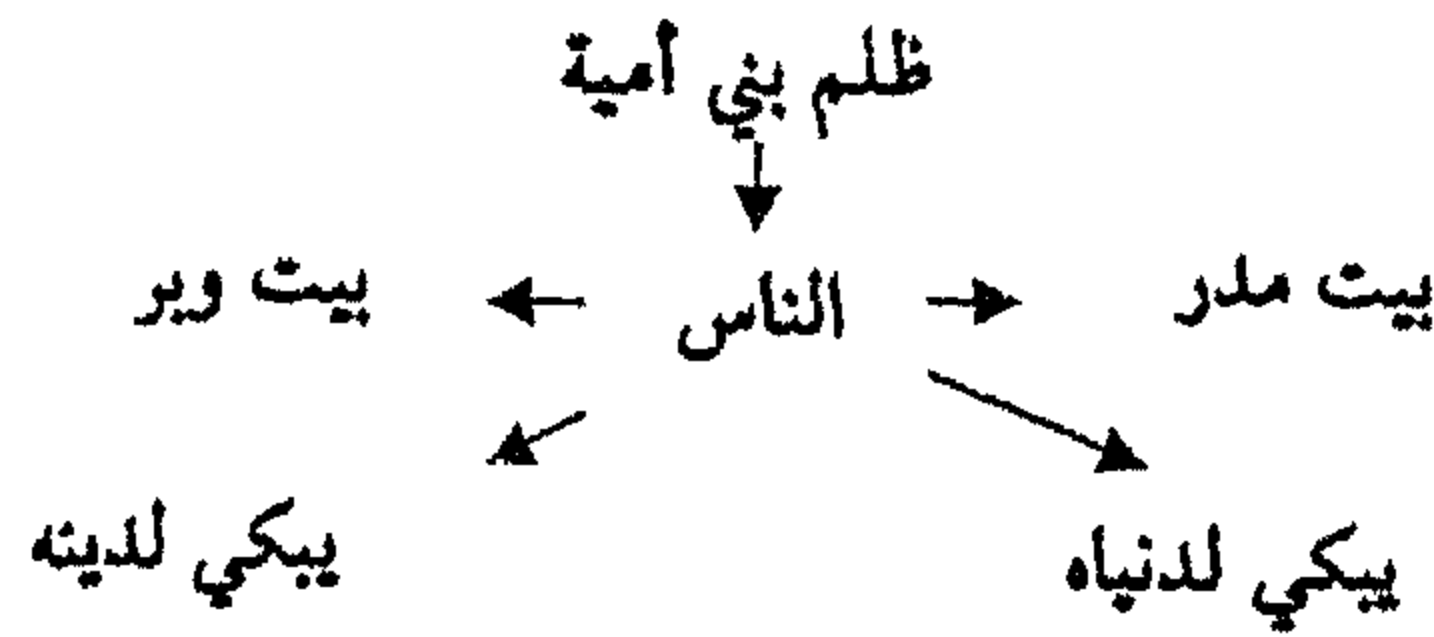 ظلم بني أمية
بيت مدر
الناس
بيت وبر
يبكي لدنياه
يبكي لدينه